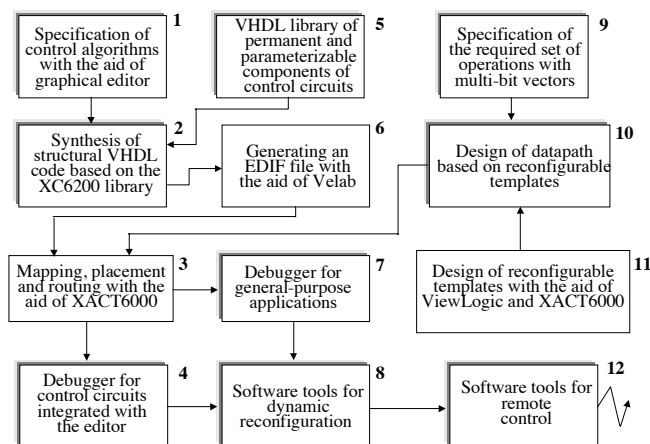 1
Specification of
control algorithms
with the aid of
graphical editor
5
VHDL library of
permanent and
parameterizable
components of
control circuits
9
Specification of
the required set of
operations with
multi-bit vectors
2
Synthesis of
structural VHDL
code based on the
XC6200 library
6
Generating an
EDIF file with the
aid of Velab
10
Design of datapath
based on reconfigurable
templates
3
Mapping, placement
and routing with the
aid of XACT6000
7
Debugger for
general-purpose
applications
11
Design of reconfigurable
templates with the aid of
ViewLogic and XACT6000
4
Debugger for
control circuits
integrated with
the editor
8
Software tools for
dynamic
reconfiguration
12
Software tools for
remote
control